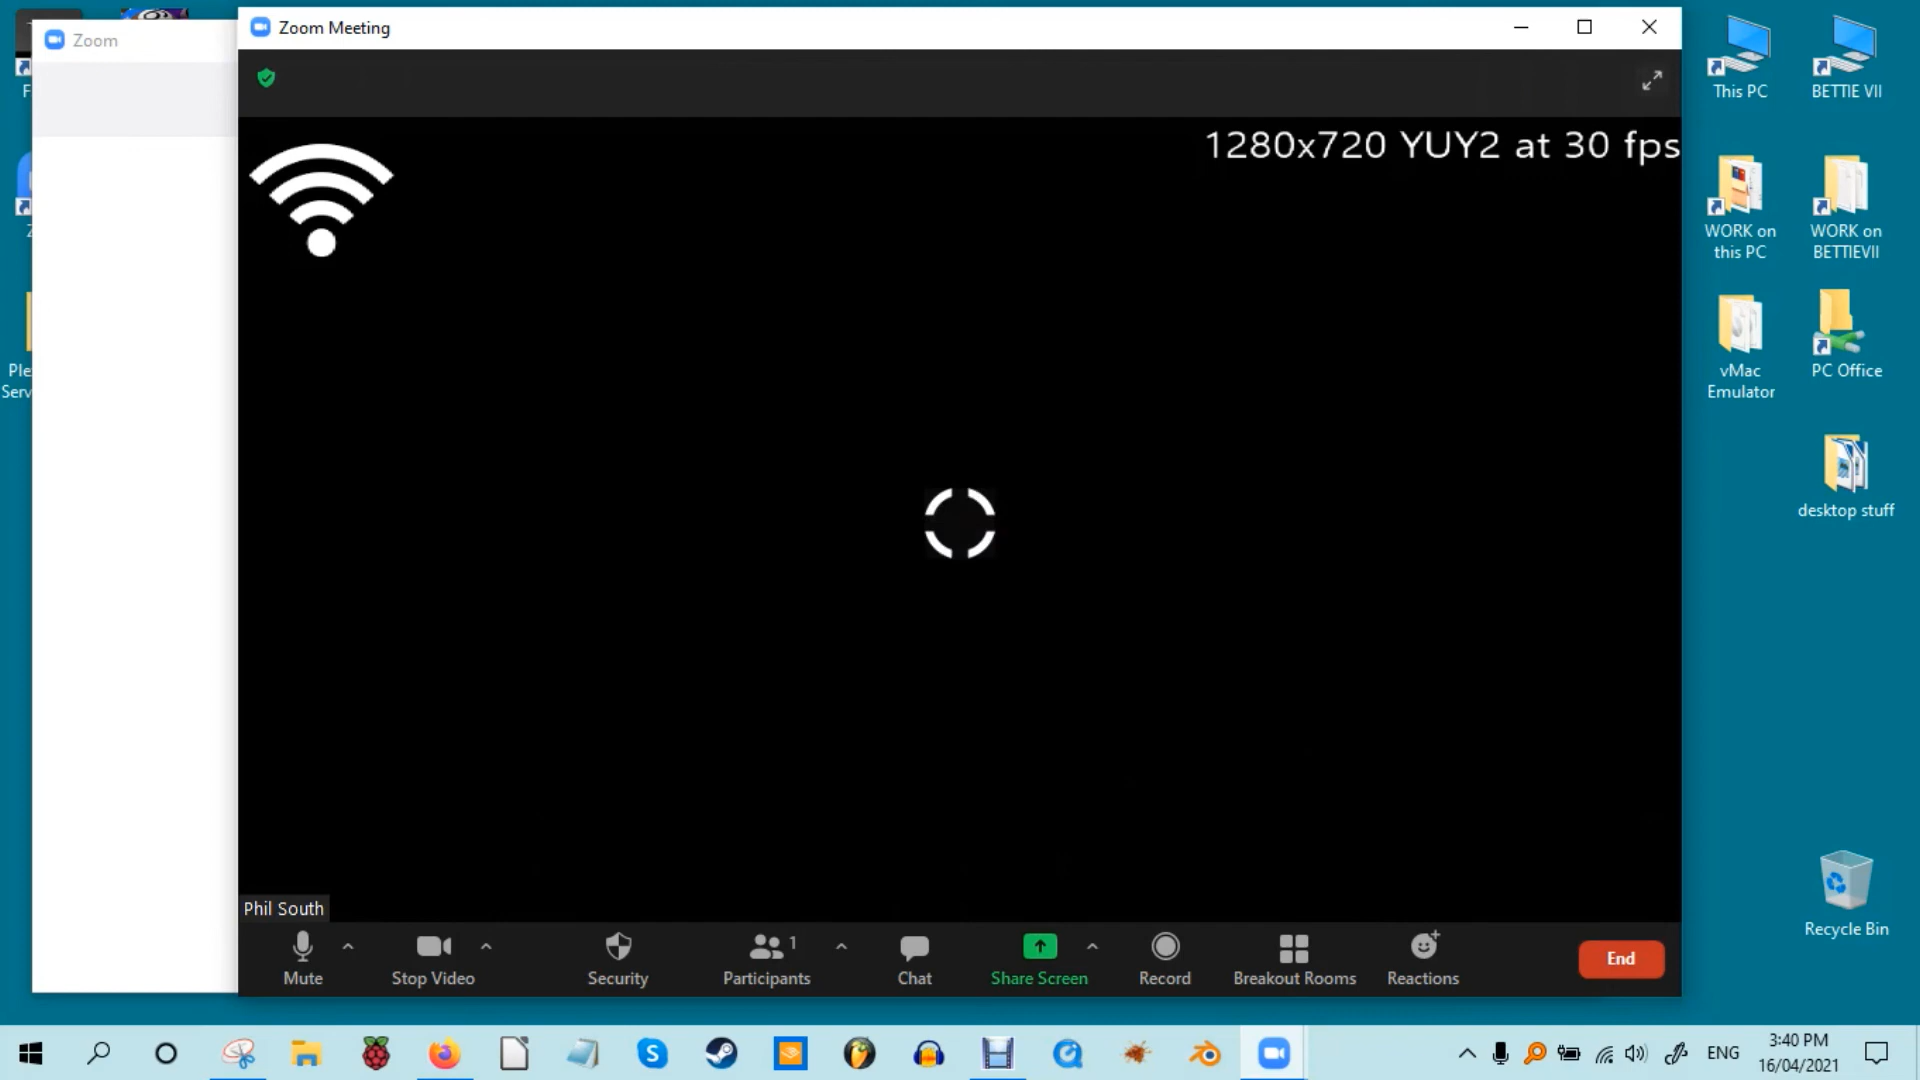 Zoom
Zoom Meeting
1280x720 YUY2 at 30 fps
This PC
BETTIE VII
WORK on
this PC
WORK on
BETTIEVII
vMac
Emulator
PC Office
desktop stuff
Recycle Bin
Ple
Serv
Phil South
Mute
Stop Video
Security
1
Participants
Chat
Share Screen
Record
Breakout Rooms
Reactions
End
ENG
3:40 PM
16/04/2021